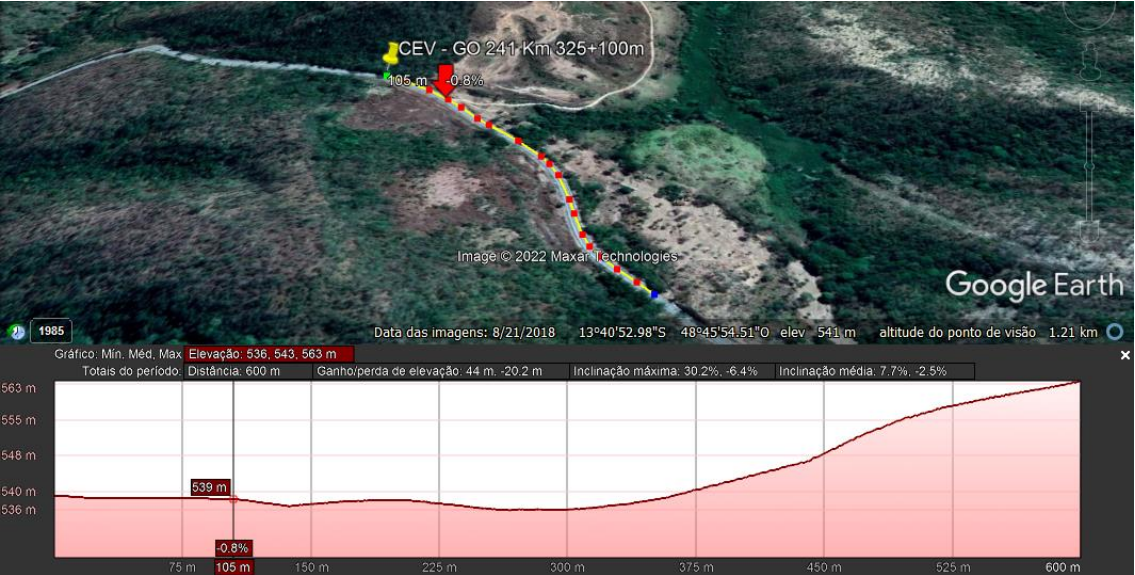 CEV - GO 241 Km 325+100m
105 m -0.8%
Image © 2022 Maxar Technologies
Google Earth
1985
Data das imagens: 8/21/2018 13°40'52.98"S 48°45'54.51"O elev 541 m altitude do ponto de visão 1.21 km
Gráfico: Mín. Méd, Max Elevação: 536, 543, 563 m
Totais do período: Distância: 600 m Ganho/perda de elevação: 44 m. -20.2 m Inclinação máxima: 30.2%, -6.4% Inclinação média: 7.7%, -2.5%
563 m
555 m
548 m
540 m
536 m
539 m
-0.8%
75 m 105 m 150 m 225 m 300 m 375 m 450 m 525 m 600 m